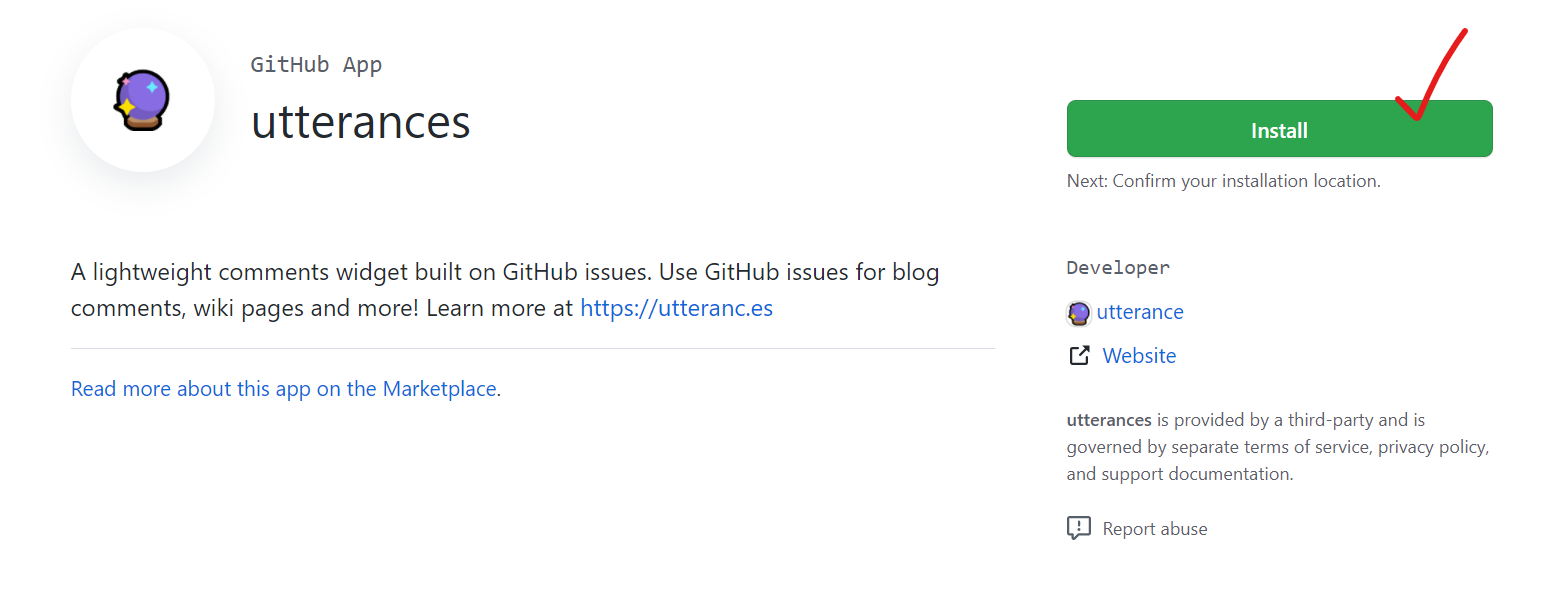 GitHub App
utterances
Install
Next: Confirm your installation location.
A lightweight comments widget built on GitHub issues. Use GitHub issues for blog
comments, wiki pages and more! Learn more at https://utteranc.es
Read more about this app on the Marketplace.
Developer
utterance
Website
utterances is provided by a third-party and is
governed by separate terms of service, privacy policy,
and support documentation.
Report abuse